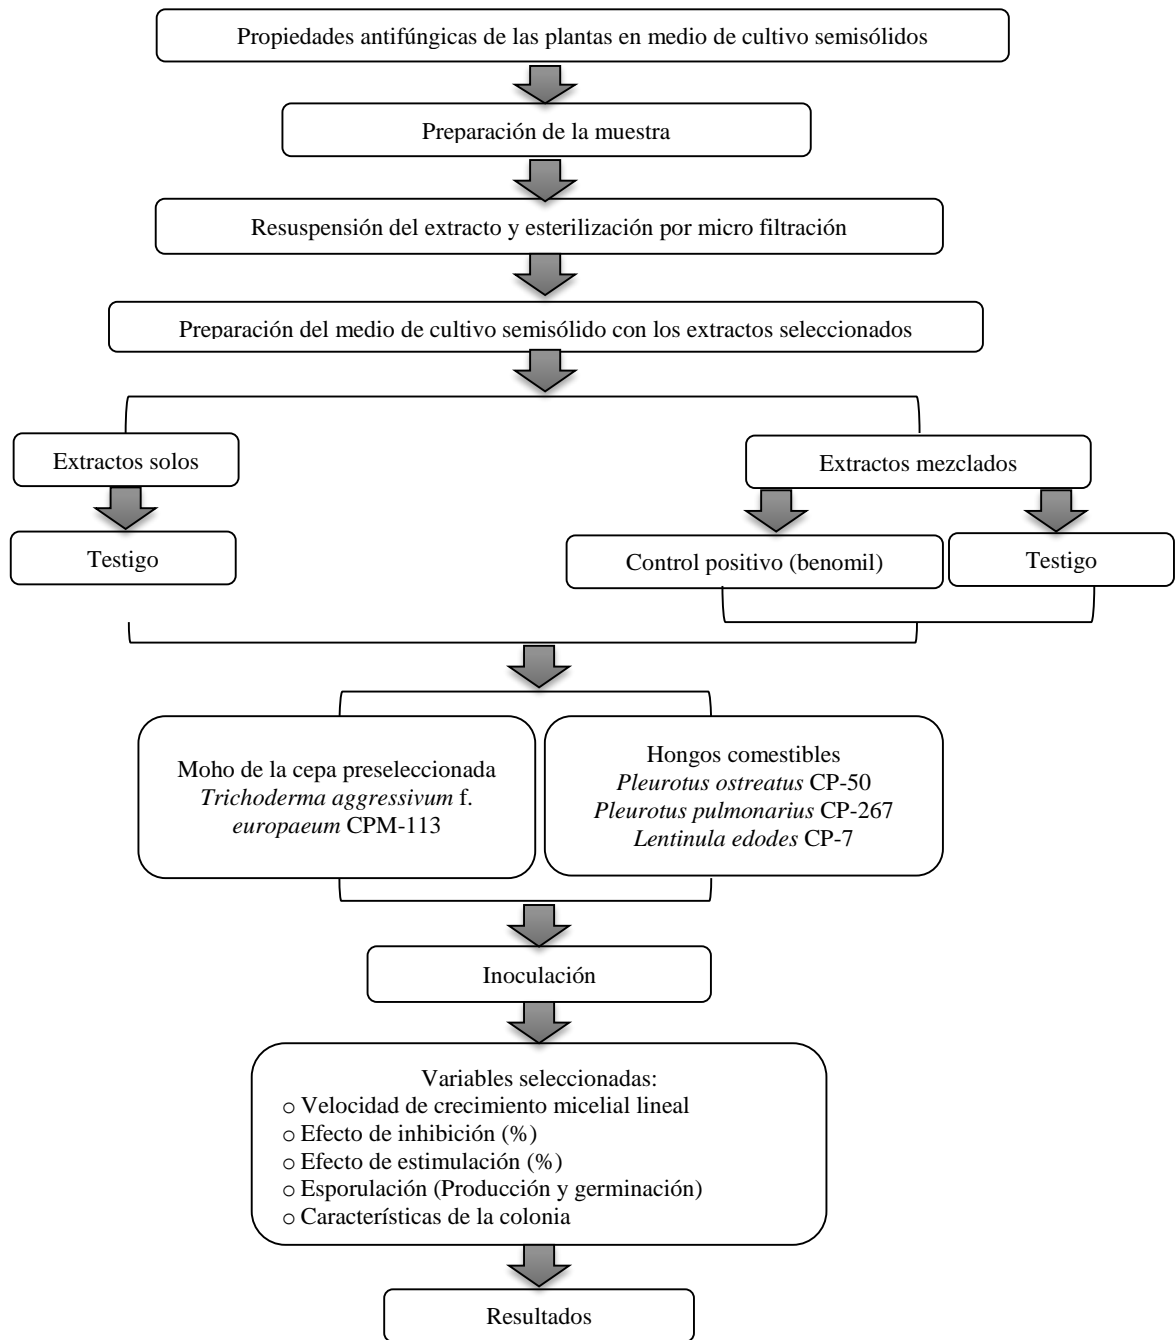 Propiedades antifúngicas de las plantas en medio de cultivo semisólidos
Preparación de la muestra
Resuspensión del extracto y esterilización por micro filtración
Preparación del medio de cultivo semisólido con los extractos seleccionados
Extractos solos
Extractos mezclados
Testigo
Control positivo (benomil)
Testigo
Moho de la cepa preseleccionada
Trichoderma aggressivum f.
europaeum CPM-113
Hongos comestibles
Pleurotus ostreatus CP-50
Pleurotus pulmonarius CP-267
Lentinula edodes CP-7
Inoculación
Variables seleccionadas:
○ Velocidad de crecimiento micelial lineal
○ Efecto de inhibición (%)
○ Efecto de estimulación (%)
○ Esporulación (Producción y germinación)
○ Características de la colonia
Resultados